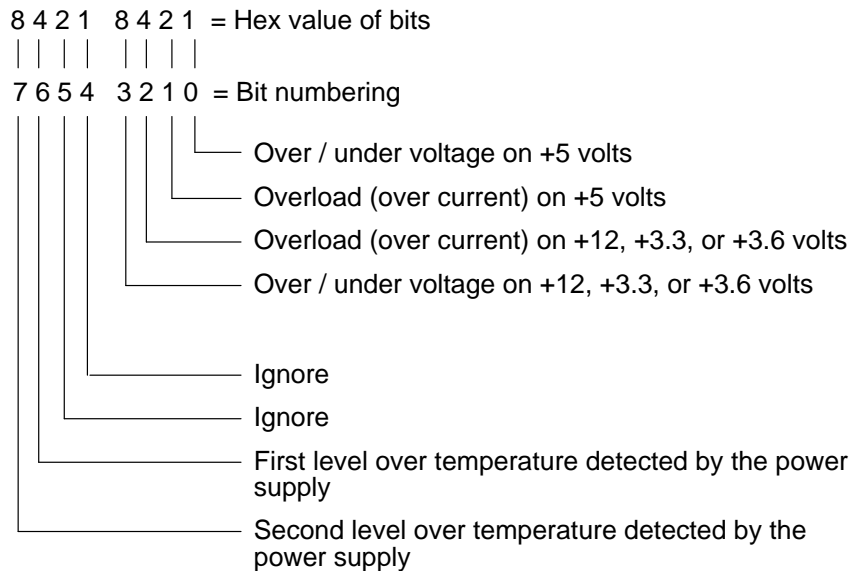 8 4 2 1 8 4 2 1 = Hex value of bits
7 6 5 4 3 2 1 0 = Bit numbering
Over / under voltage on +5 volts
Overload (over current) on +5 volts
Overload (over current) on +12, +3.3, or +3.6 volts
Over / under voltage on +12, +3.3, or +3.6 volts
Ignore
Ignore
First level over temperature detected by the power
supply
Second level over temperature detected by the
power supply